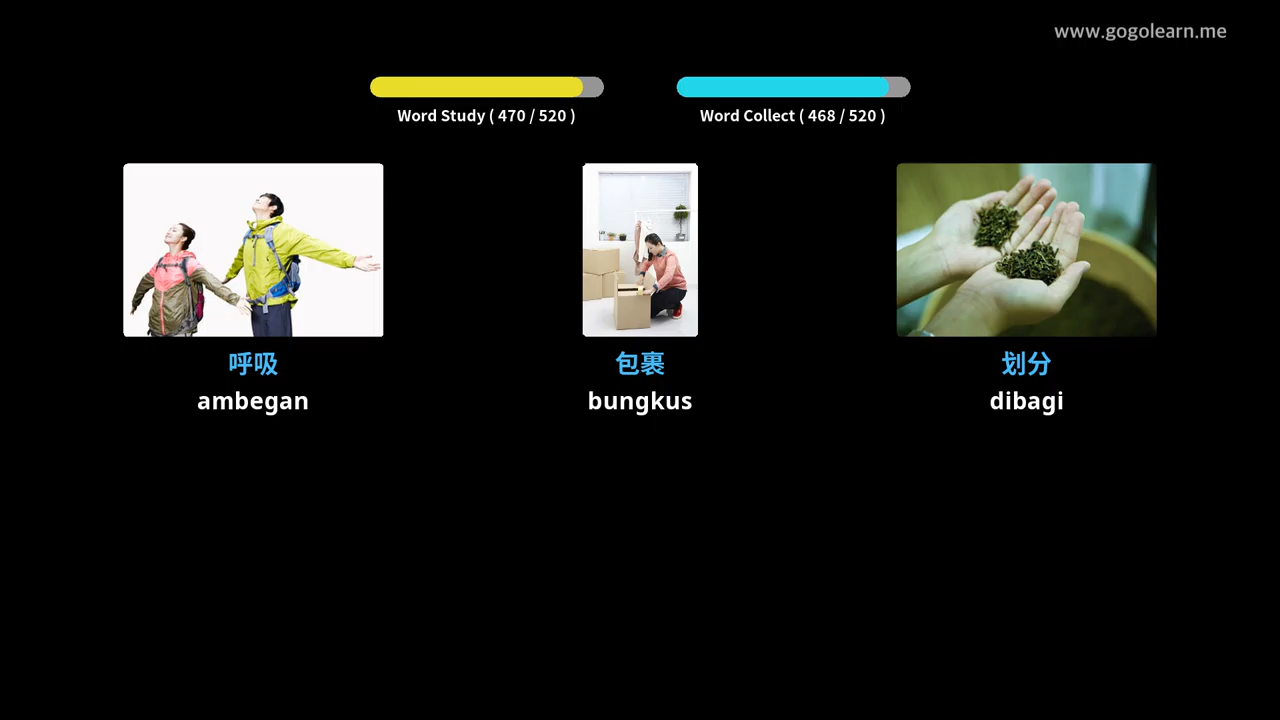 www.gogolearn.me
Word Study ( 470 / 520 )
Word Collect ( 468 / 520 )
呼吸
包裹
划分
ambegan
bungkus
dibagi